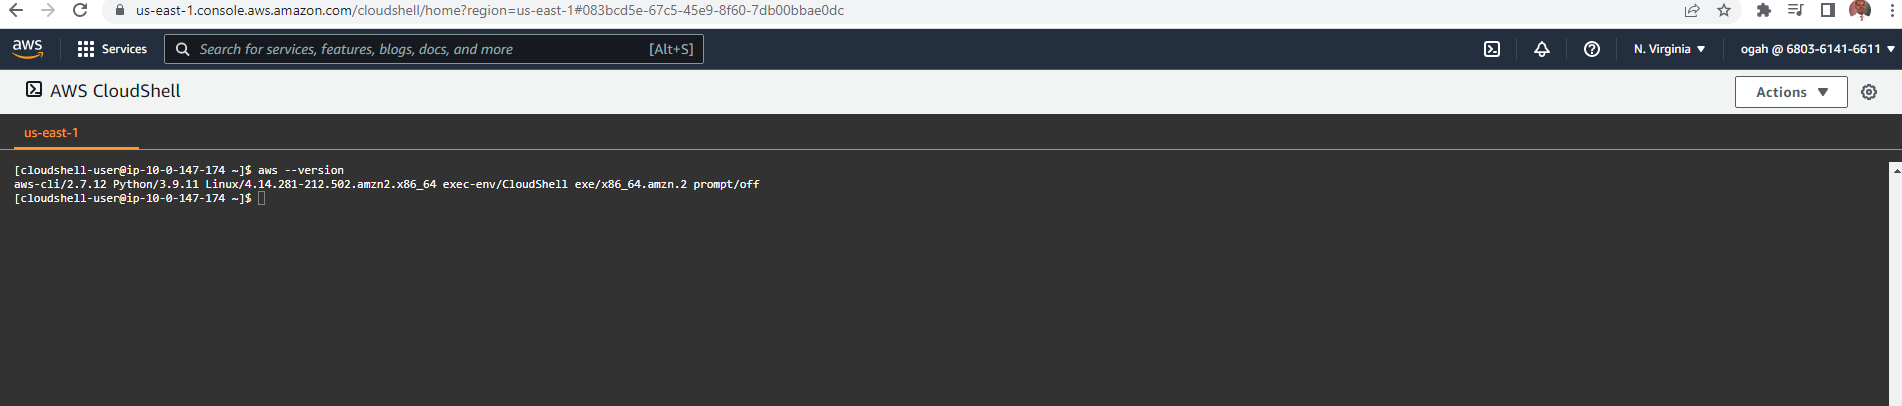 us-east-1.console.aws.amazon.com/cloudshell/home?region=us-east-1#083bcd5e-67c5-45e9-8f60-7db00bbae0dc
aws Services Search for services, features, blogs, docs, and more [Alt+S] N. Virginia ogah @ 6803-6141-6611
AWS CloudShell Actions
us-east-1
[cloudshell-user@ip-10-0-147-174 ~]$ aws --version
aws-cli/2.7.12 Python/3.9.11 Linux/4.14.281-212.502.amzn2.x86_64 exec-env/CloudShell exe/x86_64.amzn.2 prompt/off
[cloudshell-user@ip-10-0-147-174 ~]$